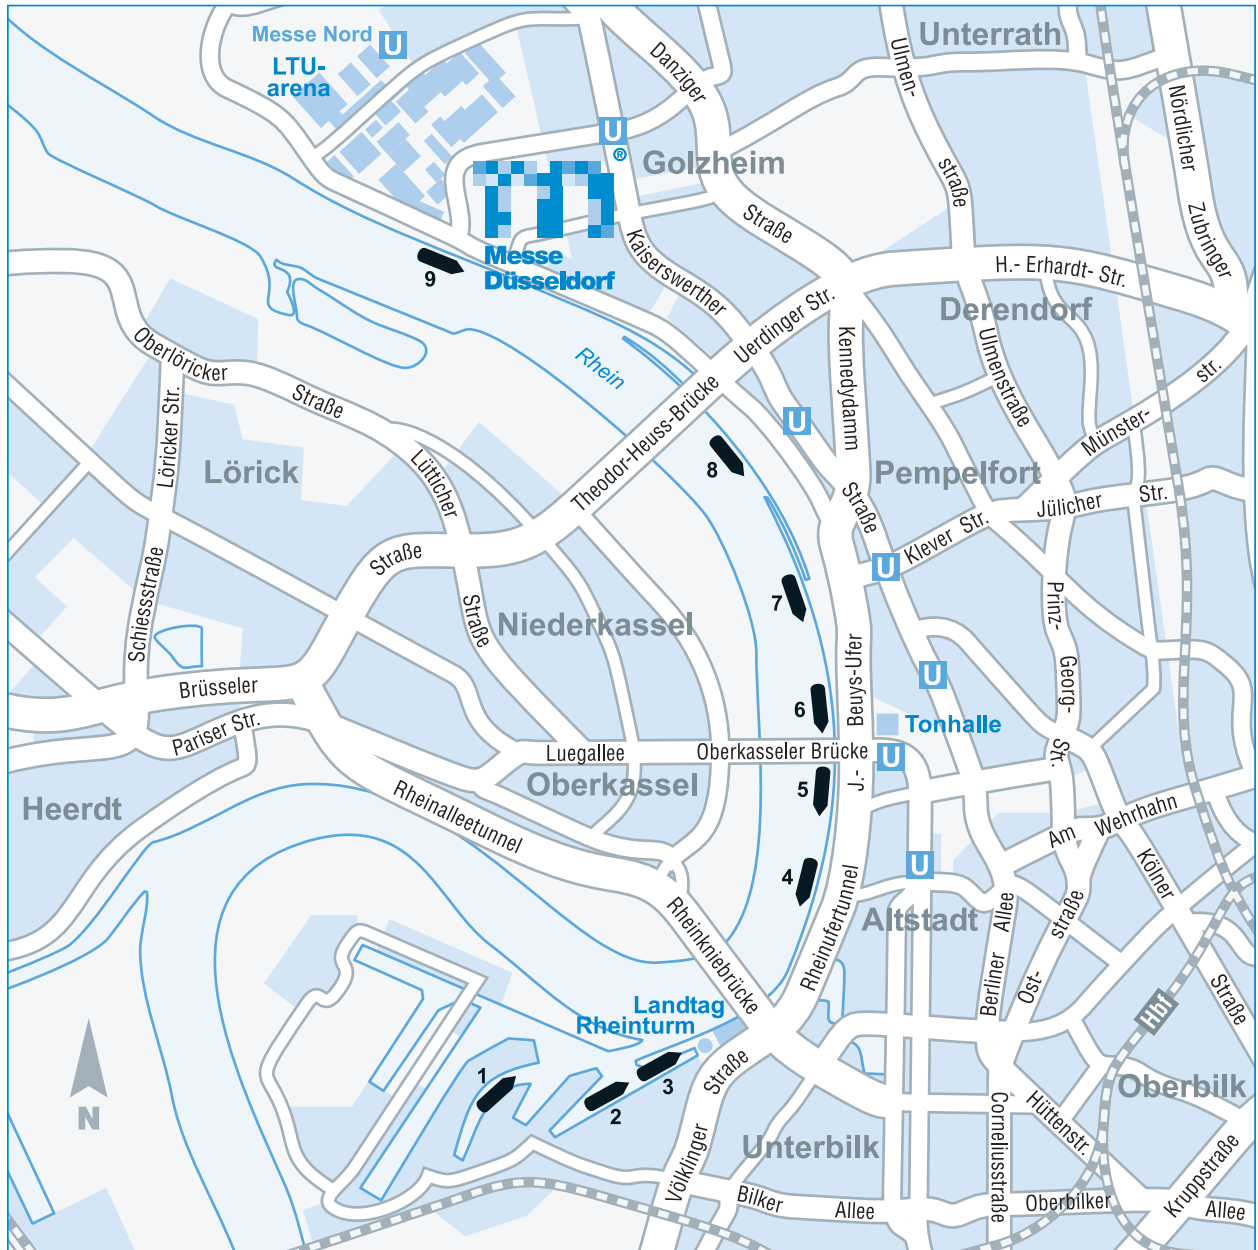 Messe Nord
U
LTU-
arena
Danziger
Ulmen-
Unterrath
Nördlicher
U
®
Golzheim
straße
Straße
Zubringer
Kaiserswerther
Messe
Düsseldorf
9
H.- Erhardt- Str.
Derendorf
Uerdinger Str.
Kennedydamm
Ulmenstraße
Rhein
Oberlöricker
Straße
Löricker Str.
Theodor-Heuss-Brücke
U
Münster-
str.
Lörick
Lütticher
8
Pempelfort
Straße
Jülicher
Str.
Klever Str.
U
Straße
Schiessstraße
Straße
Niederkassel
7
Prinz-
Georg-
Str.
Beuys-Ufer
J.-
U
Brüsseler
Pariser Str.
6
Tonhalle
Luegallee
Oberkasseler Brücke
U
Oberkassel
5
Heerdt
Rheinalleetunnel
Am
Wehrhahn
4
U
Kölner
Straße
Altstadt
Rheinufertunnel
Rheinkniebrücke
Berliner Allee
Ost-
straße
Hbf
Landtag
Rheinturm
N
1
2
3
Straße
Völklinger
Unterbilk
Corneliusstraße
Hüttenstr.
Oberbilk
Kruppstraße
Bilker
Allee
Oberbilker
Allee